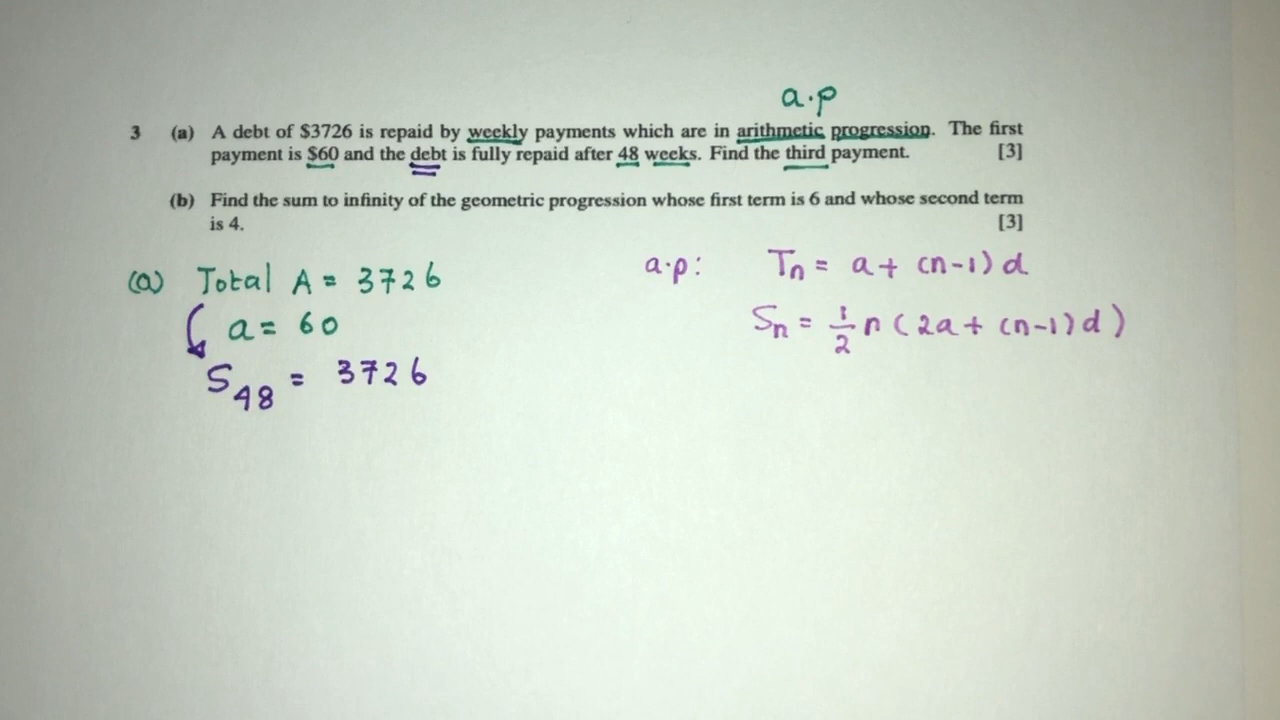 a.p
3 (a) A debt of $3726 is repaid by weekly payments which are in arithmetic progression. The first
payment is $60 and the debt is fully repaid after 48 weeks. Find the third payment. [3]
(b) Find the sum to infinity of the geometric progression whose first term is 6 and whose second term
is 4. [3]
(a) Total A = 3726
a = 60
S48 = 3726
a.p: Tn = a + (n-1) d
Sn = 1/2 n ( 2a + (n-1) d )